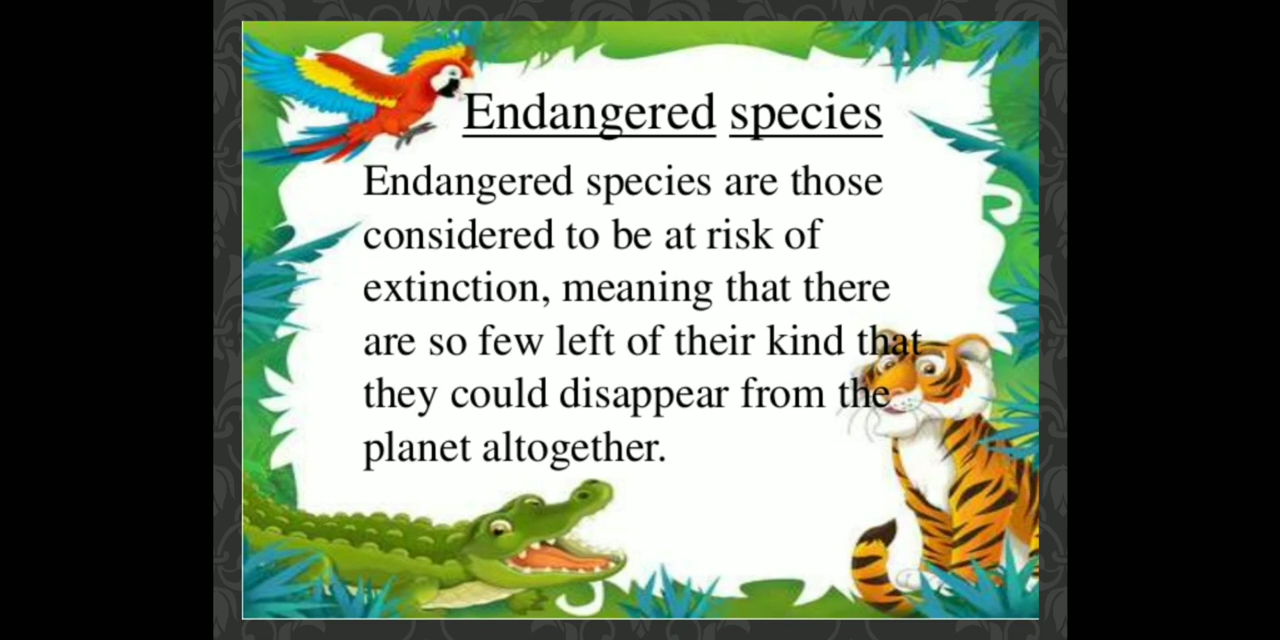 Endangered species
Endangered species are those
considered to be at risk of
extinction, meaning that there
are so few left of their kind that
they could disappear from the
planet altogether.